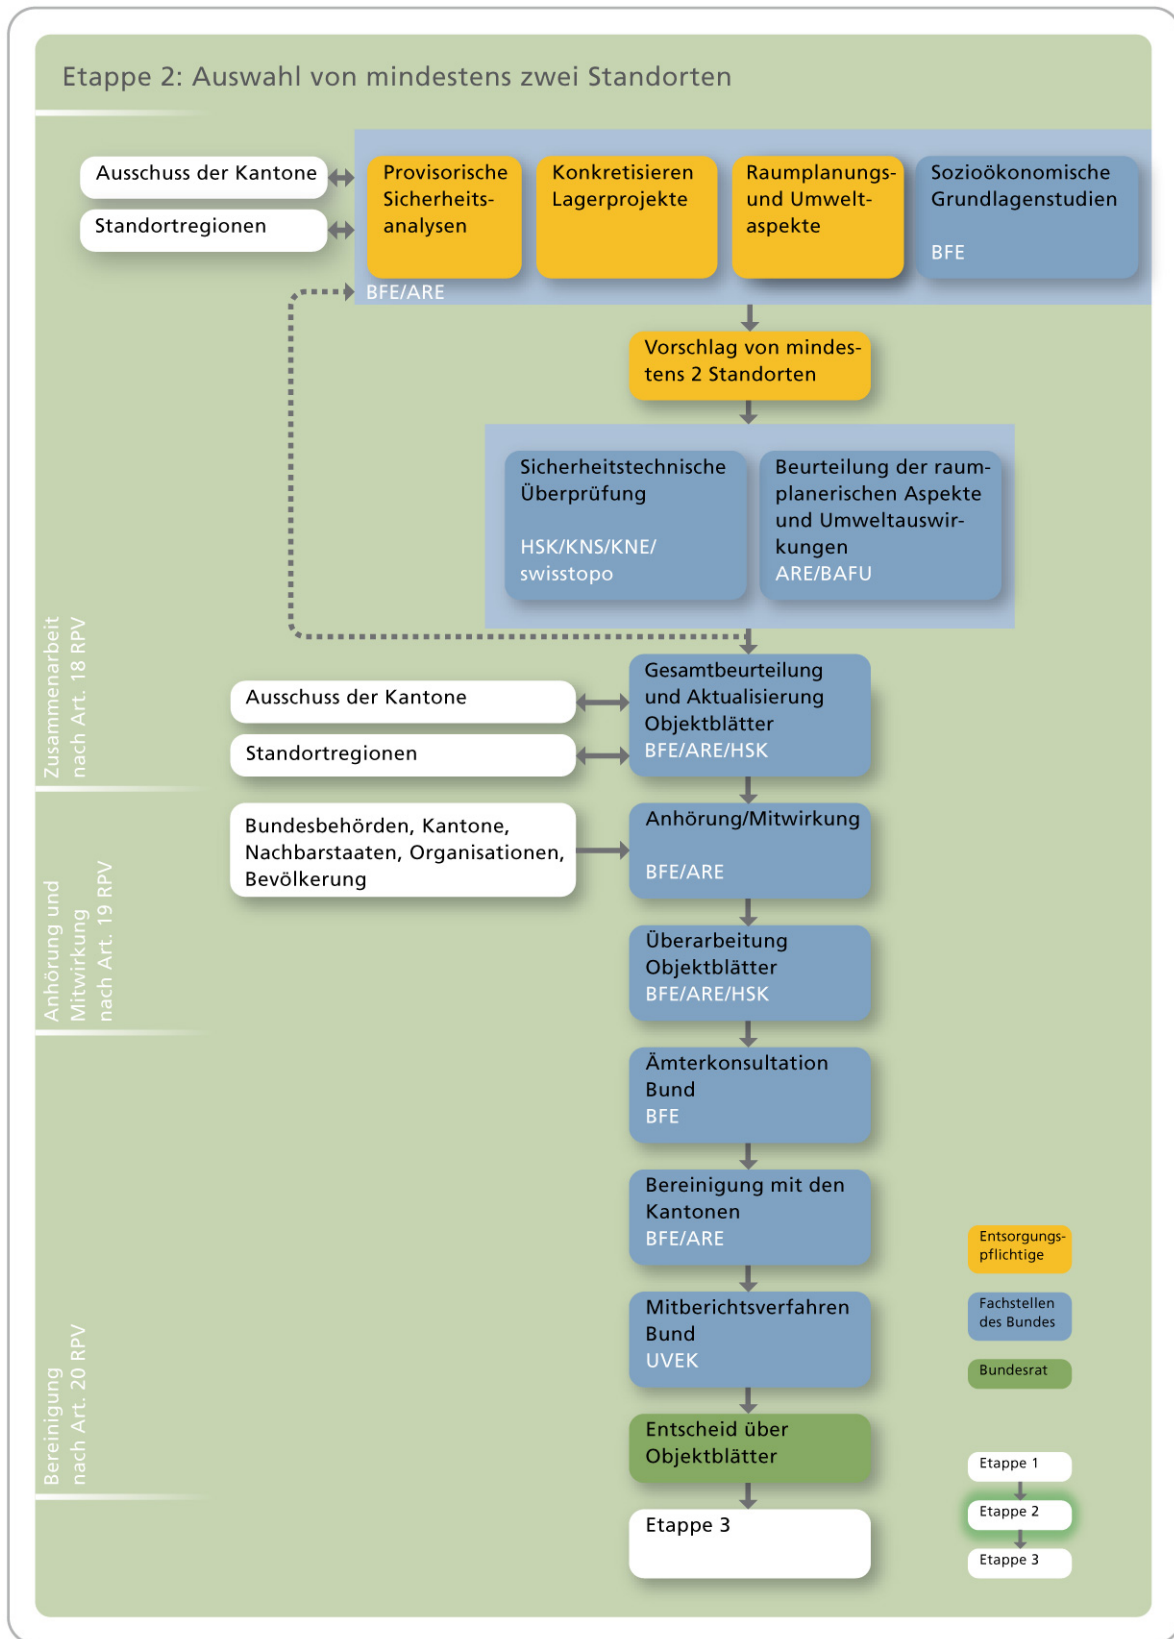 Etappe 2: Auswahl von mindestens zwei Standorten
Ausschuss der Kantone
Standortregionen
Provisorische
Sicherheits-
analysen
Konkretisieren
Lagerprojekte
Raumplanungs-
und Umwelt-
aspekte
Sozioökonomische
Grundlagenstudien
BFE
BFE/ARE
Vorschlag von mindes-
tens 2 Standorten
Sicherheitstechnische
Überprüfung
HSK/KNS/KNE/
swisstopo
Beurteilung der raum-
planerischen Aspekte
und Umweltauswir-
kungen
ARE/BAFU
Zusammenarbeit
nach Art. 18 RPV
Ausschuss der Kantone
Standortregionen
Gesamtbeurteilung
und Aktualisierung
Objektblätter
BFE/ARE/HSK
Anhörung und
Mitwirkung
nach Art. 19 RPV
Bundesbehörden, Kantone,
Nachbarstaaten, Organisationen,
Bevölkerung
Anhörung/Mitwirkung
BFE/ARE
Überarbeitung
Objektblätter
BFE/ARE/HSK
Bereinigung
nach Art. 20 RPV
Ämterkonsultation
Bund
BFE
Bereinigung mit den
Kantonen
BFE/ARE
Mitberichtsverfahren
Bund
UVEK
Entscheid über
Objektblätter
Etappe 3
Entsorgungs-
pflichtige
Fachstellen
des Bundes
Bundesrat
Etappe 1
Etappe 2
Etappe 3